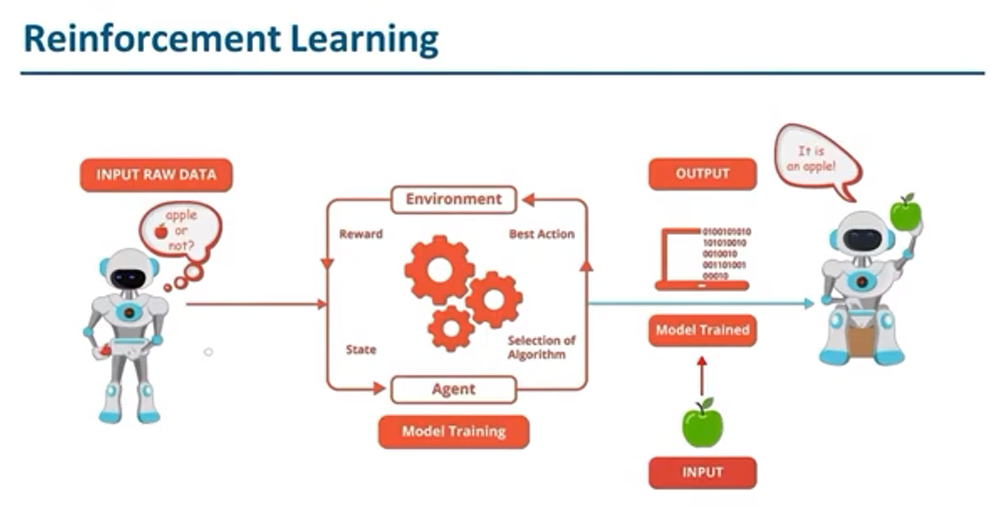 Reinforcement Learning
INPUT RAW DATA
apple
or
not?
Environment
Reward
Best Action
State
Selection of
Algorithm
Agent
Model Training
OUTPUT
0100101010
101010010
0010010
001101001
00010
Model Trained
INPUT
It is
an apple!